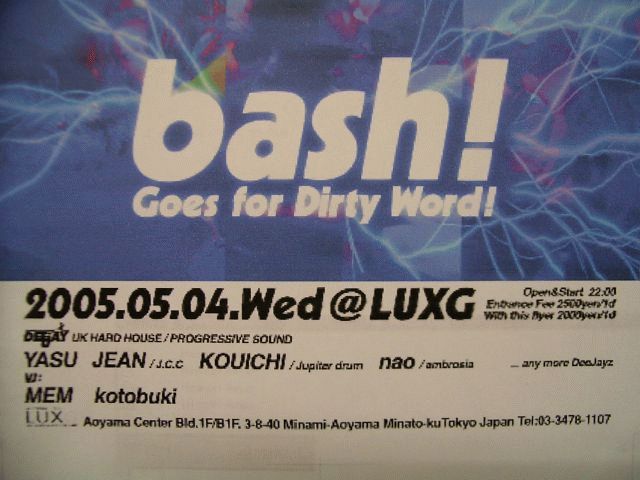 bash!
Goes for Dirty Word!
2005.05.04.Wed @ LUXG
Open&Start 22:00
Entrance Fee 2500yen/1d
With this flyer 2000yen/1d
DEEJAY UK HARD HOUSE / PROGRESSIVE SOUND
YASU JEAN / J.C.C KOUICHI / Jupiter drum nao / ambrosia ... any more DeeJayz
VJ:
MEM kotobuki
LUX Aoyama Center Bld.1F/B1F, 3-8-40 Minami-Aoyama Minato-kuTokyo Japan Tel:03-3478-1107